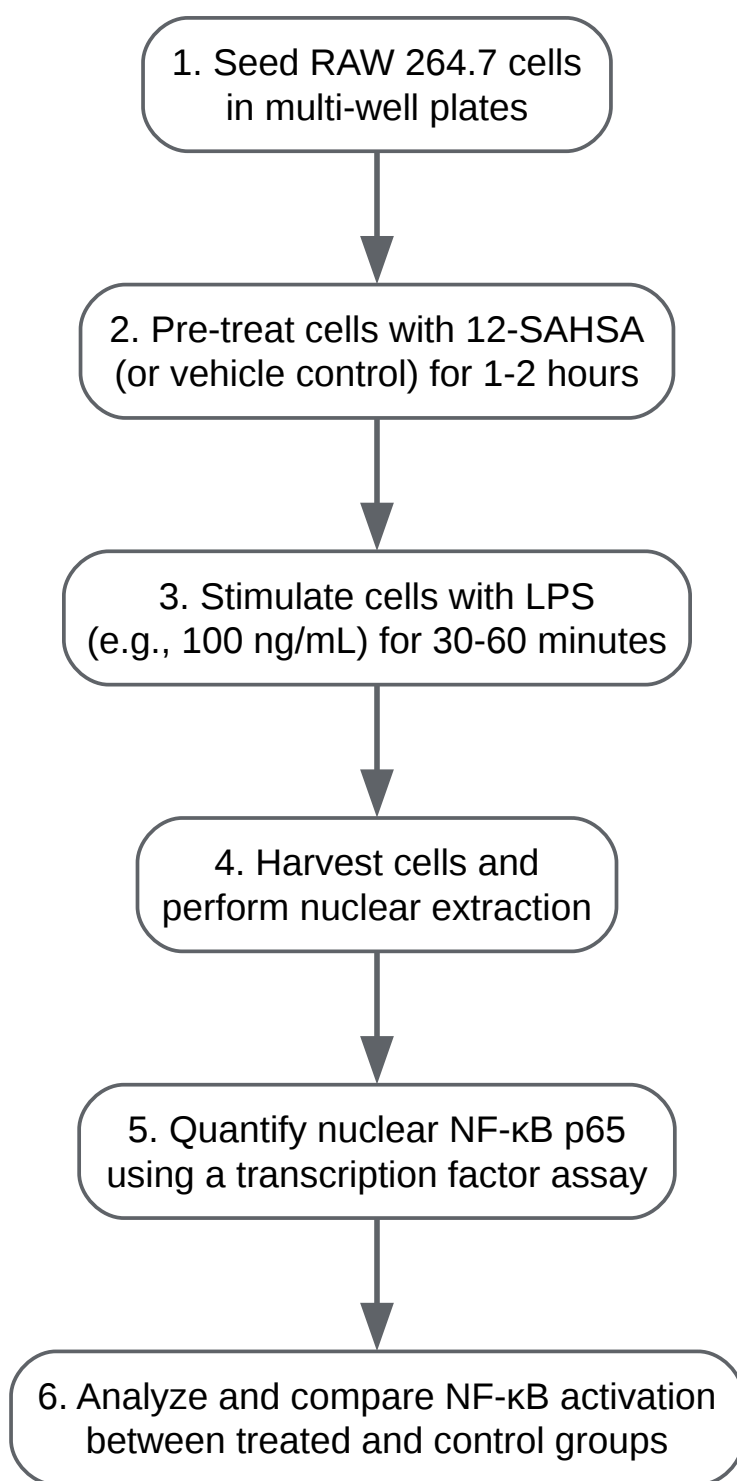 1. Seed RAW 264.7 cells
in multi-well plates
2. Pre-treat cells with 12-SAHSA
(or vehicle control) for 1-2 hours
3. Stimulate cells with LPS
(e.g., 100 ng/mL) for 30-60 minutes
4. Harvest cells and
perform nuclear extraction
5. Quantify nuclear NF-κB p65
using a transcription factor assay
6. Analyze and compare NF-κB activation
between treated and control groups